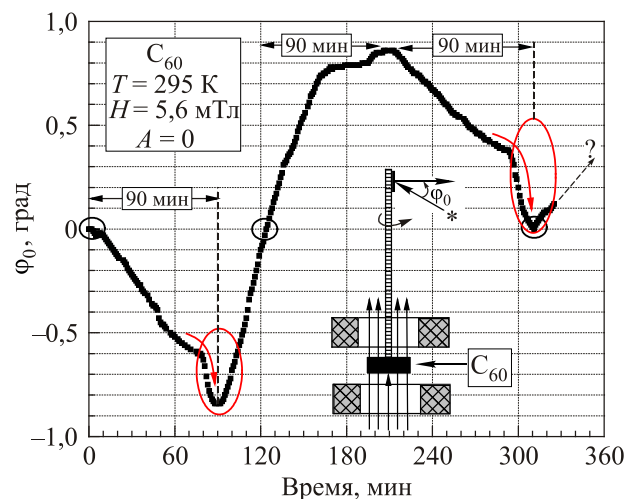 1,0
90 мин
90 мин
C60
T = 295 К
H = 5,6 мТл
A = 0
0,5
?
90 мин
φ0
*
φ0, град
0
–0,5
C60
–1,0
0 60 120 180 240 300 360
Время, мин